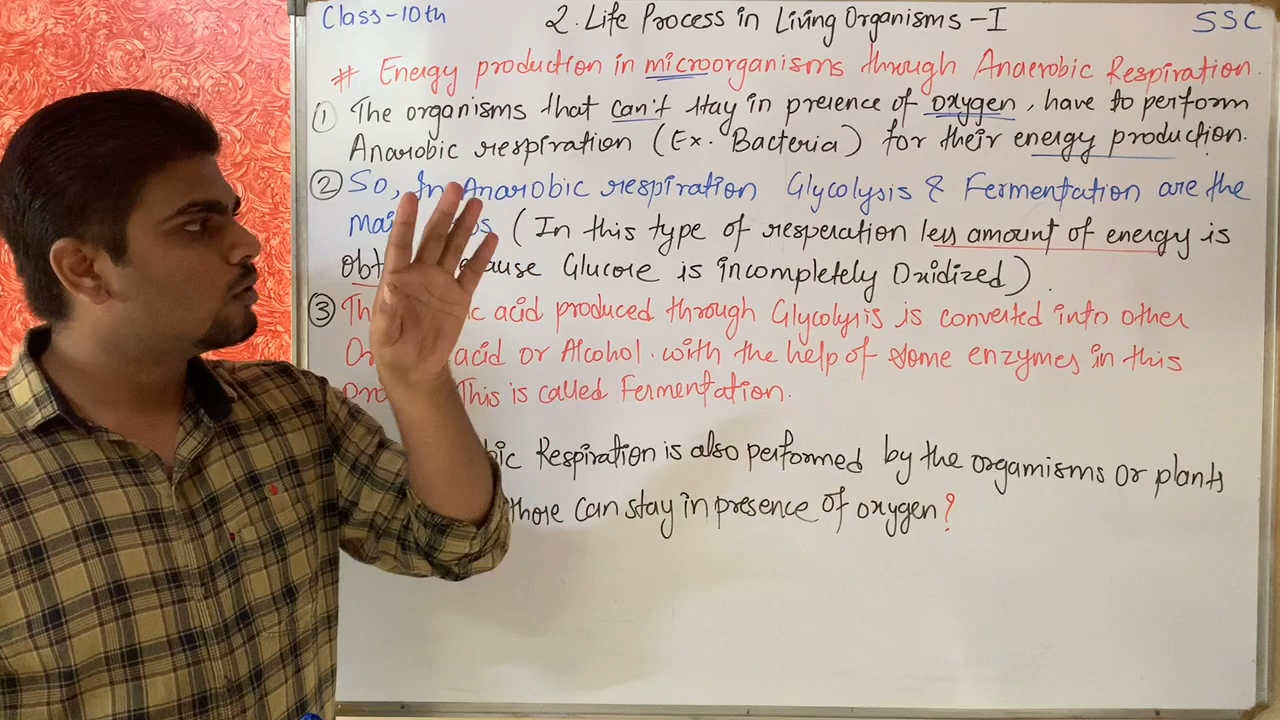 Class-10th
2. Life Process in Living Organisms -I
SSC
# Energy production in microorganisms through Anaerobic Respiration.
① The organisms that can't stay in presence of oxygen, have to perform
Anarobic respiration (Ex. Bacteria) for their energy production.
② So, In Anarobic respiration Glycolysis & Fermentation are the
(In this type of resperation less amount of energy is
Glucose is incompletely Oxidized).
③ acid produced through Glycolysis is converted into other
acid or Alcohol. with the help of some enzymes in this
This is called Fermentation.
Respiration is also performed by the orgamisms or plants
those can stay in presence of oxygen?